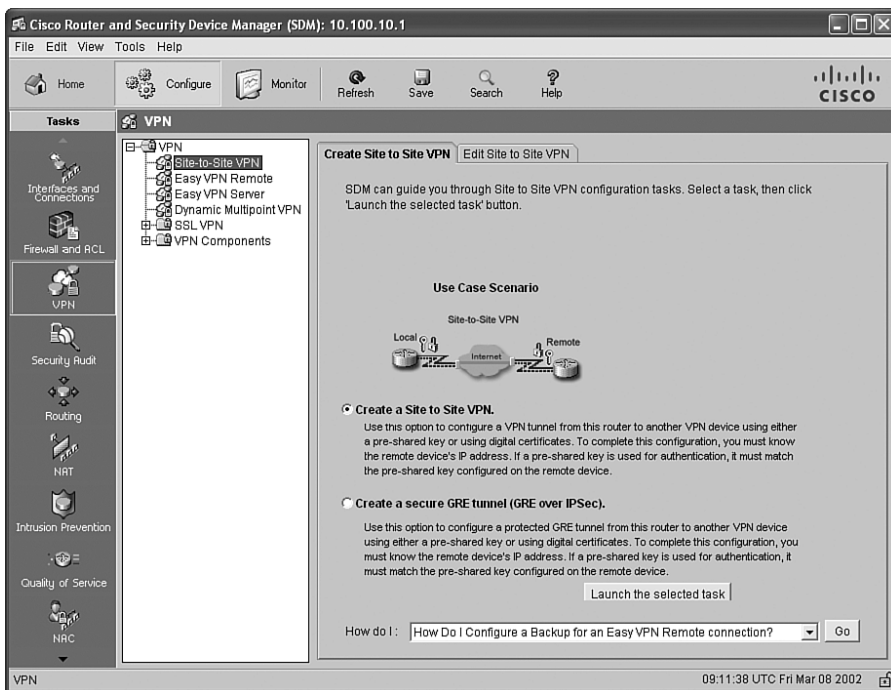 Cisco Router and Security Device Manager (SDM): 10.100.10.1
File Edit View Tools Help
Home
Configure
Monitor
Refresh
Save
Search
Help
CISCO
Tasks
VPN
Interfaces and
Connections
Firewall and ACL
VPN
Security Audit
Routing
NAT
Intrusion Prevention
Quality of Service
NAC
VPN
Site-to-Site VPN
Easy VPN Remote
Easy VPN Server
Dynamic Multipoint VPN
SSL VPN
VPN Components
Create Site to Site VPN
Edit Site to Site VPN
SDM can guide you through Site to Site VPN configuration tasks. Select a task, then click
'Launch the selected task' button.
Use Case Scenario
Site-to-Site VPN
Local
Internet
Remote
Create a Site to Site VPN.
Use this option to configure a VPN tunnel from this router to another VPN device using either
a pre-shared key or using digital certificates. To complete this configuration, you must know
the remote device's IP address. If a pre-shared key is used for authentication, it must match
the pre-shared key configured on the remote device.
Create a secure GRE tunnel (GRE over IPSec).
Use this option to configure a protected GRE tunnel from this router to another VPN device
using either a pre-shared key or using digital certificates. To complete this configuration, you
must know the remote device's IP address. If a pre-shared key is used for authentication, it
must match the pre-shared key configured on the remote device.
Launch the selected task
How do I : How Do I Configure a Backup for an Easy VPN Remote connection? Go
VPN
09:11:38 UTC Fri Mar 08 2002